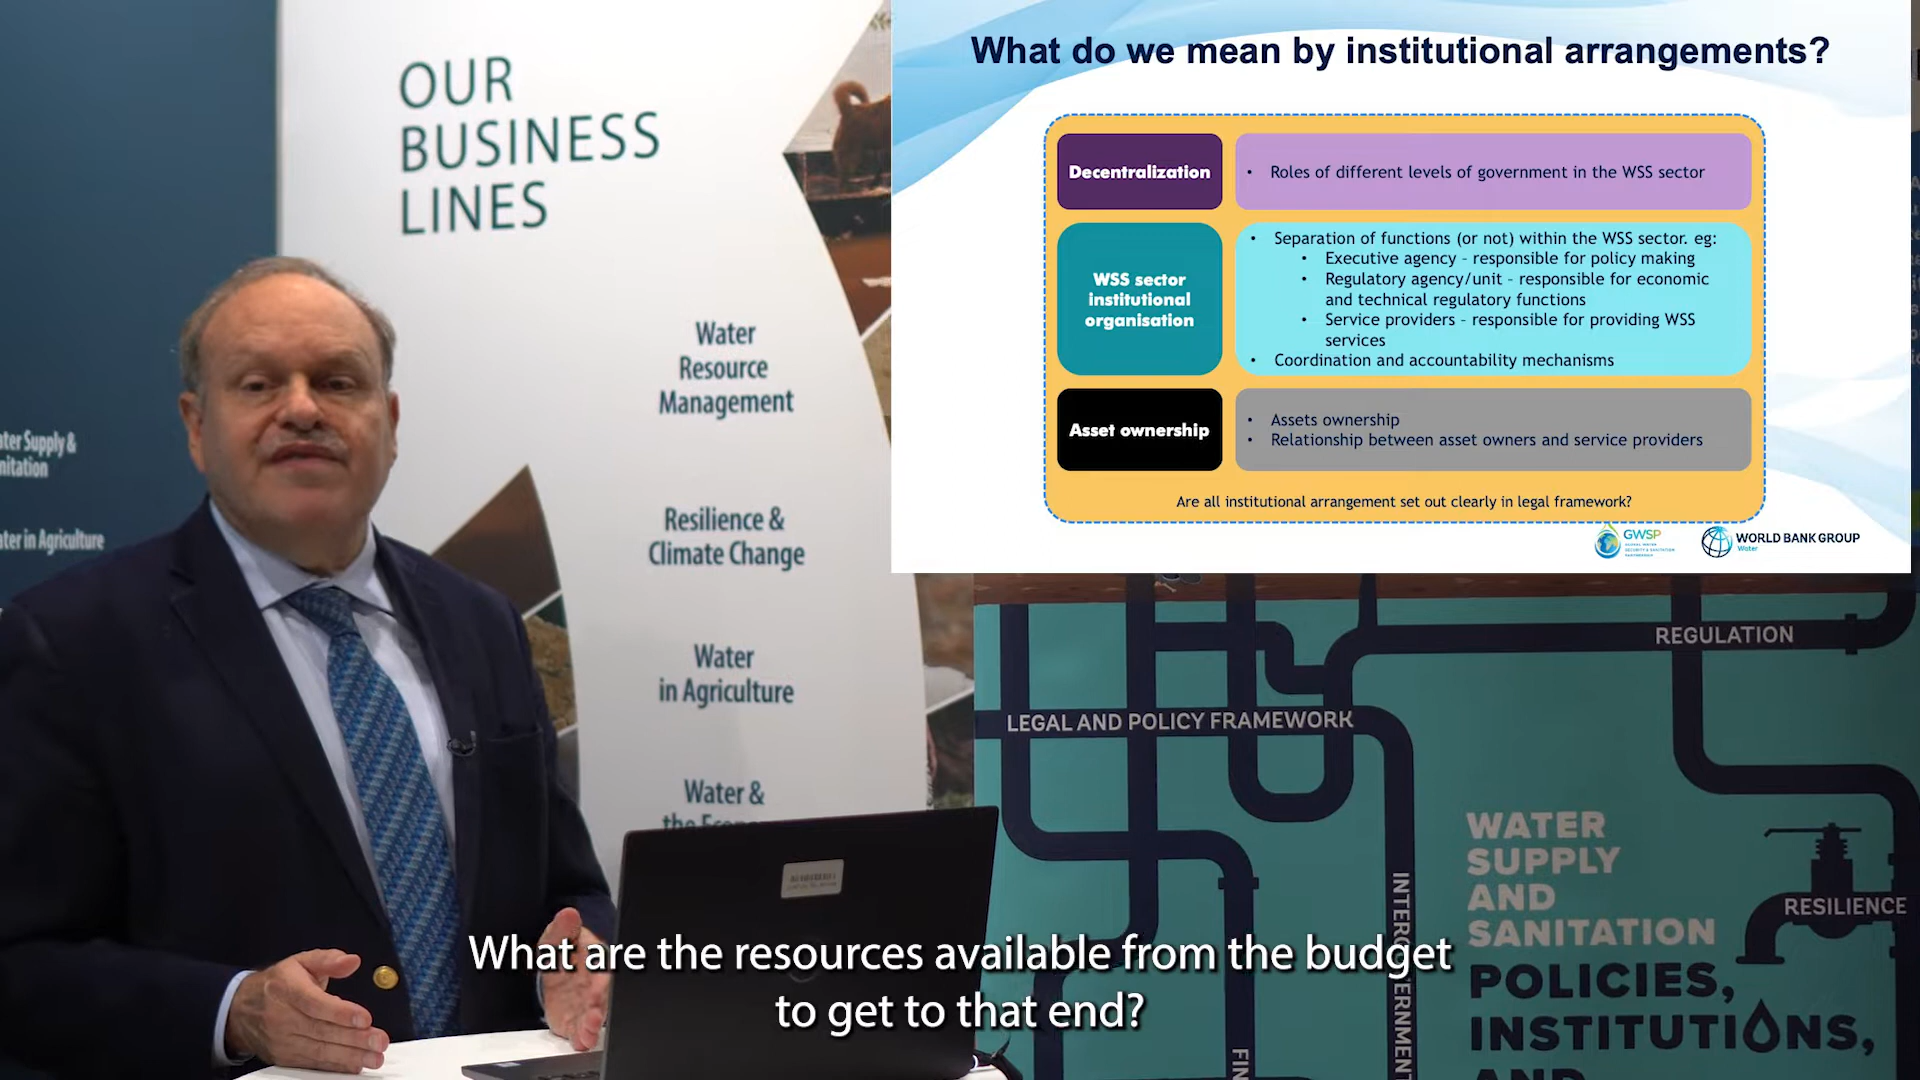 OUR
BUSINESS
LINES
Water
Resource
Management
Resilience &
Climate Change
Water
in Agriculture
Water &
ater Supply &
nitation
ater in Agriculture
What do we mean by institutional arrangements?
Decentralization
• Roles of different levels of government in the WSS sector
WSS sector
institutional
organisation
• Separation of functions (or not) within the WSS sector. eg:
• Executive agency – responsible for policy making
• Regulatory agency/unit – responsible for economic
and technical regulatory functions
• Service providers – responsible for providing WSS
services
• Coordination and accountability mechanisms
Asset ownership
• Assets ownership
• Relationship between asset owners and service providers
Are all institutional arrangement set out clearly in legal framework?
GWSP
WORLD BANK GROUP
Water
REGULATION
LEGAL AND POLICY FRAMEWORK
WATER
SUPPLY
AND
SANITATION
POLICIES,
INSTITUTIONS,
AND
RESILIENCE
FIN
What are the resources available from the budget
to get to that end?